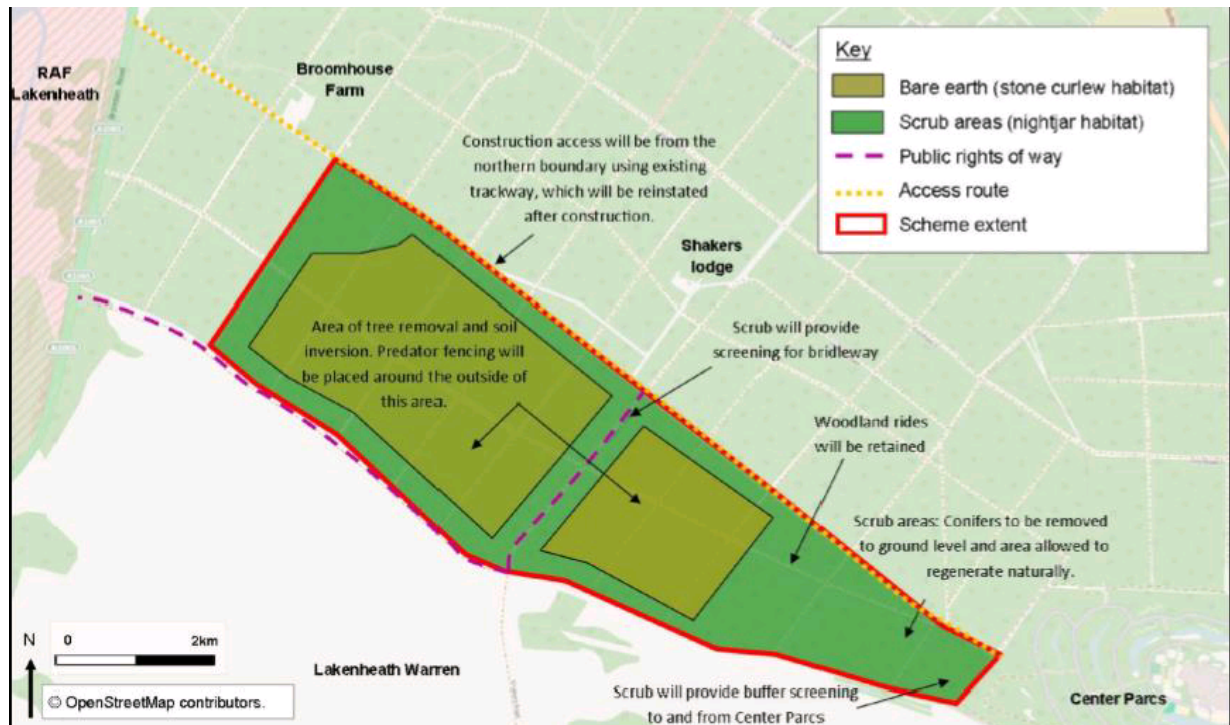 RAF
Lakenheath
Broomhouse
Farm
Construction access will be from the
northern boundary using existing
trackway, which will be reinstated
after construction.
Key
Bare earth (stone curlew habitat)
Scrub areas (nightjar habitat)
Public rights of way
Access route
Scheme extent
Shakers
lodge
Area of tree removal and soil
inversion. Predator fencing will
be placed around the outside of
this area.
Scrub will provide
screening for bridleway
Woodland rides
will be retained
Scrub areas: Conifers to be removed
to ground level and area allowed to
regenerate naturally.
N
0 2km
© OpenStreetMap contributors.
Lakenheath Warren
Scrub will provide buffer screening
to and from Center Parcs
Center Parcs